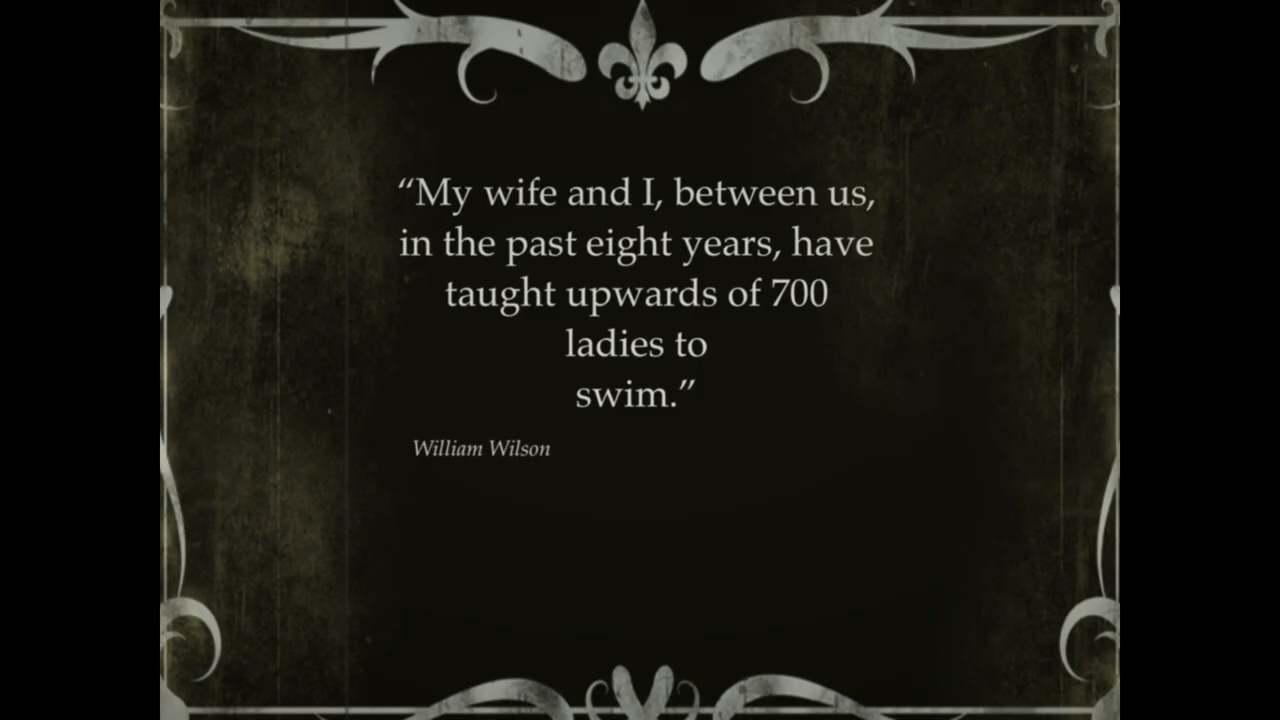 “My wife and I, between us,
in the past eight years, have
taught upwards of 700
ladies to
swim.”
William Wilson